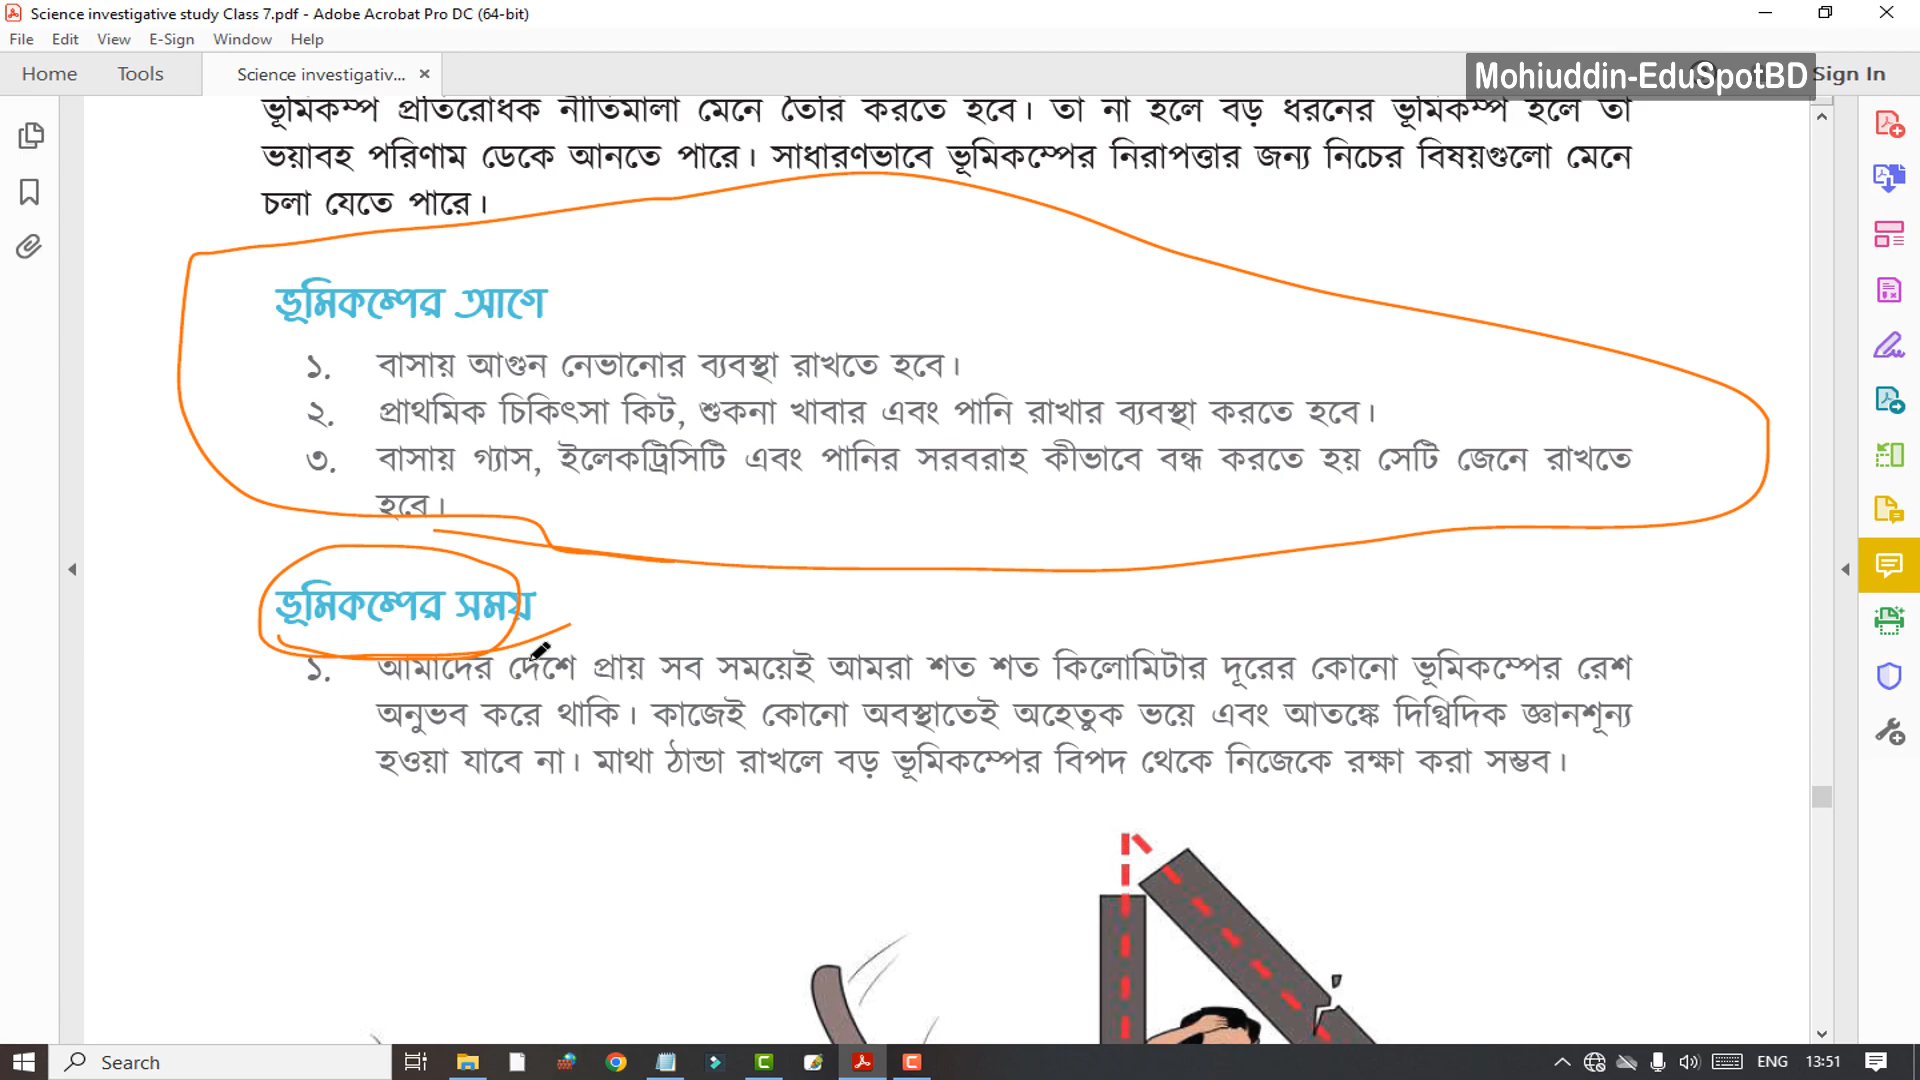 Science investigative study Class 7.pdf - Adobe Acrobat Pro DC (64-bit)
File Edit View E-Sign Window Help
Home Tools Science investigativ... × Mohiuddin-EduSpotBD Sign In
ভূমিকম্প প্রতিরোধক নীতিমালা মেনে তৈরি করতে হবে। তা না হলে বড় ধরনের ভূমিকম্প হলে তা
ভয়াবহ পরিণাম ডেকে আনতে পারে। সাধারণভাবে ভূমিকম্পের নিরাপত্তার জন্য নিচের বিষয়গুলো মেনে
চলা যেতে পারে।
ভূমিকম্পের আগে
১. বাসায় আগুন নেভানোর ব্যবস্থা রাখতে হবে।
২. প্রাথমিক চিকিৎসা কিট, শুকনা খাবার এবং পানি রাখার ব্যবস্থা করতে হবে।
৩. বাসায় গ্যাস, ইলেকট্রিসিটি এবং পানির সরবরাহ কীভাবে বন্ধ করতে হয় সেটি জেনে রাখতে
হবে।
ভূমিকম্পের সময়
১. আমাদের দেশে প্রায় সব সময়েই আমরা শত শত কিলোমিটার দূরের কোনো ভূমিকম্পের রেশ
অনুভব করে থাকি। কাজেই কোনো অবস্থাতেই অহেতুক ভয়ে এবং আতঙ্কে দিগ্বিদিক জ্ঞানশূন্য
হওয়া যাবে না। মাথা ঠান্ডা রাখলে বড় ভূমিকম্পের বিপদ থেকে নিজেকে রক্ষা করা সম্ভব।
Search ENG 13:51